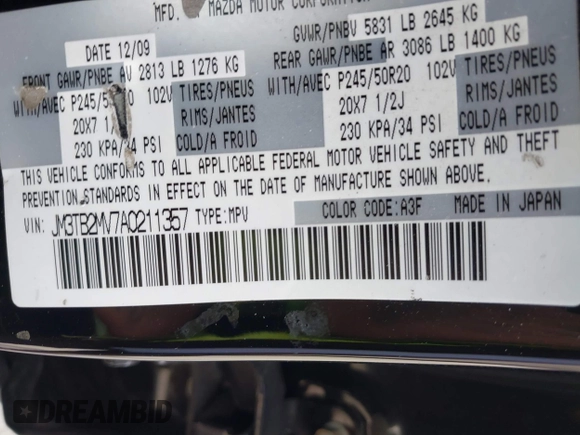 MFD. BY MAZDA MOTOR CORPORATION
DATE 12/09
GVWR/PNBV 5831 LB 2645 KG
FRONT GAWR/PNBE AV 2813 LB 1276 KG
REAR GAWR/PNBE AR 3086 LB 1400 KG
WITH/AVEC P245/50R20 102V TIRES/PNEUS
WITH/AVEC P245/50R20 102V TIRES/PNEUS
20X7 1/2J RIMS/JANTES
20X7 1/2J RIMS/JANTES
230 KPA/34 PSI COLD/A FROID
230 KPA/34 PSI COLD/A FROID
THIS VEHICLE CONFORMS TO ALL APPLICABLE FEDERAL MOTOR VEHICLE SAFETY AND THEFT
PREVENTION STANDARDS IN EFFECT ON THE DATE OF MANUFACTURE SHOWN ABOVE.
VIN: JM3TB2MV7A0211357 TYPE:MPV
COLOR CODE:A3F MADE IN JAPAN
DREAMBID